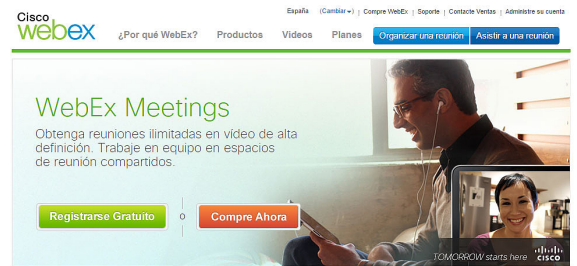 España (Cambiar ▾) | Compre WebEx | Soporte | Contacte Ventas | Administre su cuenta
Cisco
webex
¿Por qué WebEx? Productos Videos Planes Organizar una reunión Asistir a una reunión
WebEx Meetings
Obtenga reuniones ilimitadas en vídeo de alta
definición. Trabaje en equipo en espacios
de reunión compartidos.
Registrarse Gratuito o Compre Ahora
TOMORROW starts here CISCO